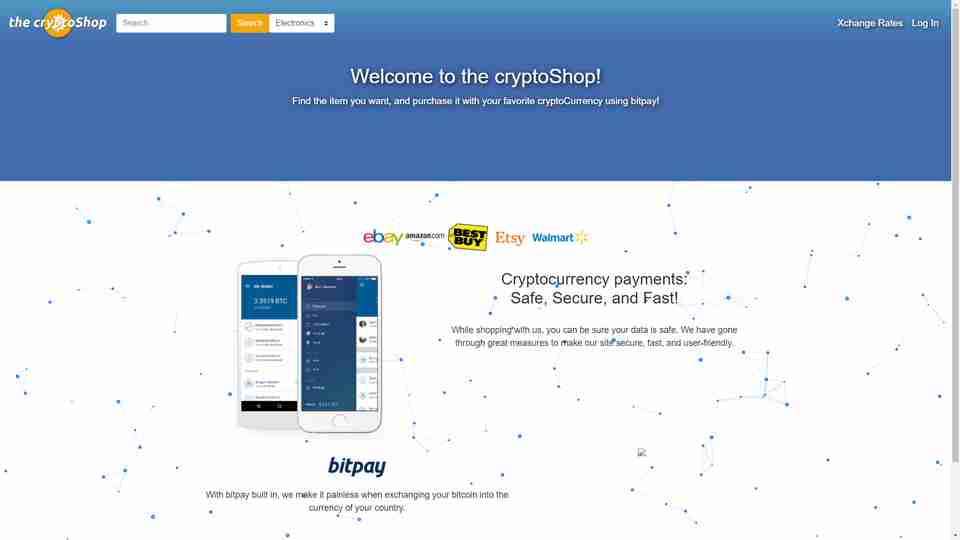 the cryptoShop
Search
Search
Electronics
Xchange Rates
Log In
Welcome to the cryptoShop!
Find the item you want, and purchase it with your favorite cryptoCurrency using bitpay!
ebay
amazon.com
BEST
BUY
Etsy
Walmart
3.3519 BTC
Cryptocurrency payments:
Safe, Secure, and Fast!
While shopping with us, you can be sure your data is safe. We have gone
through great measures to make our site secure, fast, and user-friendly.
bitpay
With bitpay built in, we make it painless when exchanging your bitcoin into the
currency of your country.